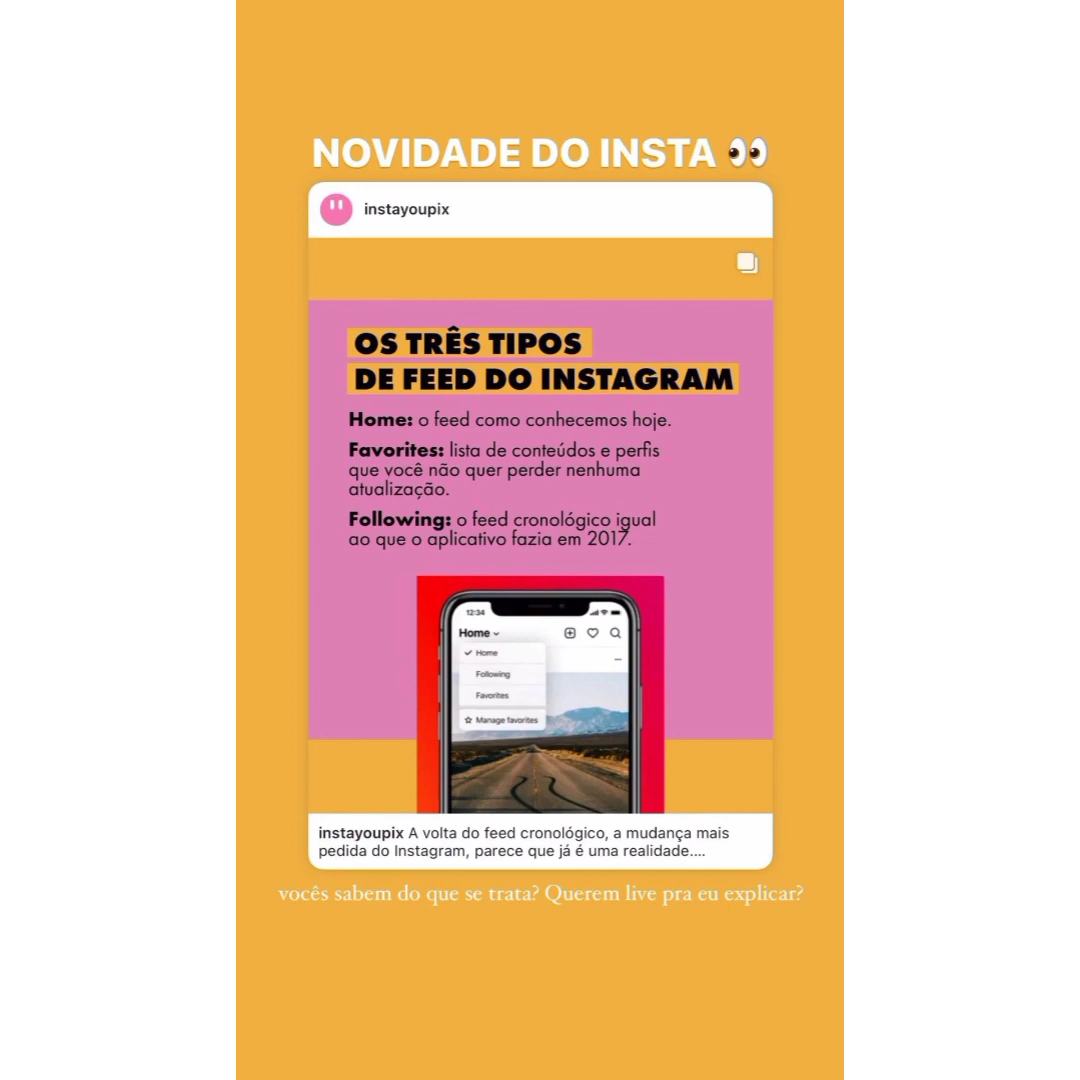 NOVIDADE DO INSTA 👀
instayoupix
OS TRÊS TIPOS
DE FEED DO INSTAGRAM
Home: o feed como conhecemos hoje.
Favorites: lista de conteúdos e perfis
que você não quer perder nenhuma
atualização.
Following: o feed cronológico igual
ao que o aplicativo fazia em 2017.
12:34
Home
Home
Following
Favorites
Manage favorites
instayoupix A volta do feed cronológico, a mudança mais
pedida do Instagram, parece que já é uma realidade....
vocês sabem do que se trata? Querem live pra eu explicar?